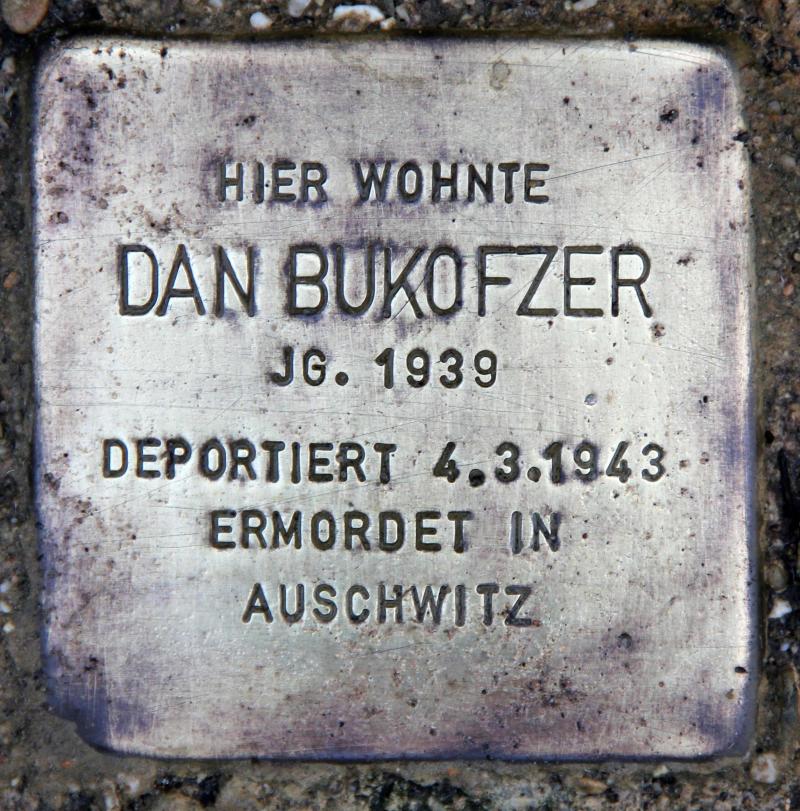 HIER WOHNTE
DAN BUKOFZER
JG. 1939
DEPORTIERT 4.3.1943
ERMORDET IN
AUSCHWITZ